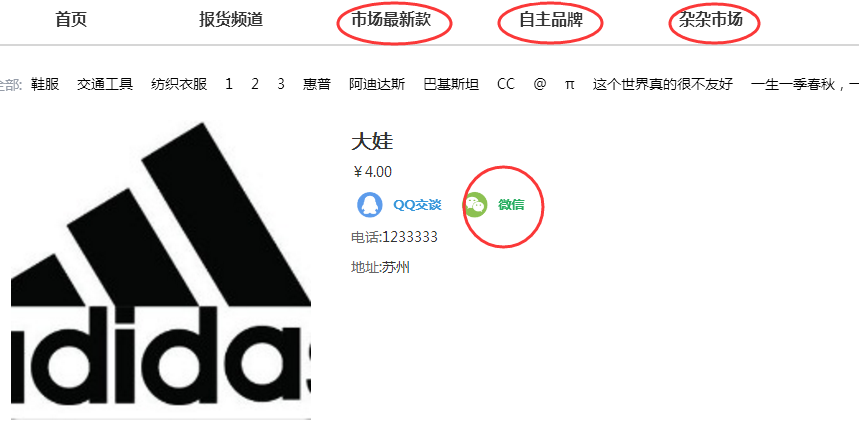 首页 报货频道 市场最新款 自主品牌 杂杂市场
全部: 鞋服 交通工具 纺织衣服 1 2 3 惠普 阿迪达斯 巴基斯坦 CC @ π 这个世界真的很不友好 一生一季春秋，一
大娃
￥4.00
QQ交谈 微信
电话:1233333
地址:苏州
adidas